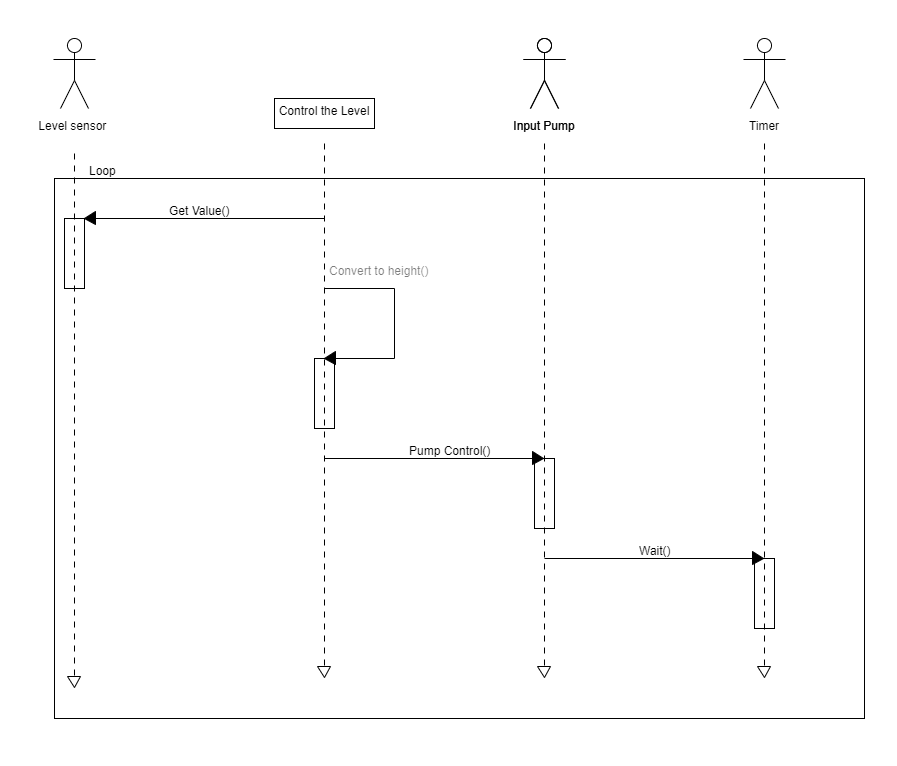 Control the Level
Level sensor
Input Pump
Timer
Loop
Get Value()
Convert to height()
Pump Control()
Wait()